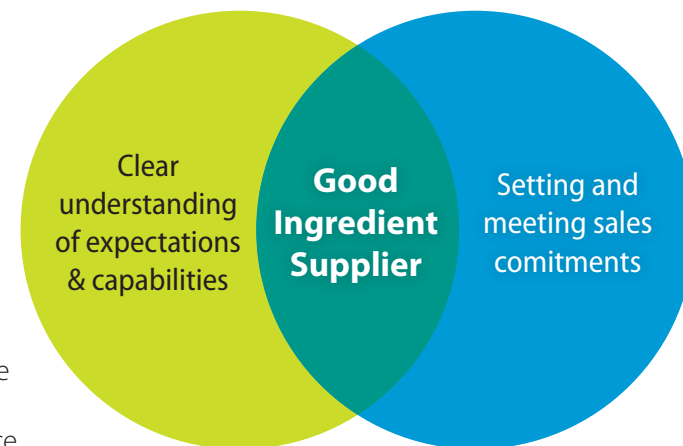 Clear
understanding
of expectations
& capabilities
Good
Ingredient
Supplier
Setting and
meeting sales
comitments